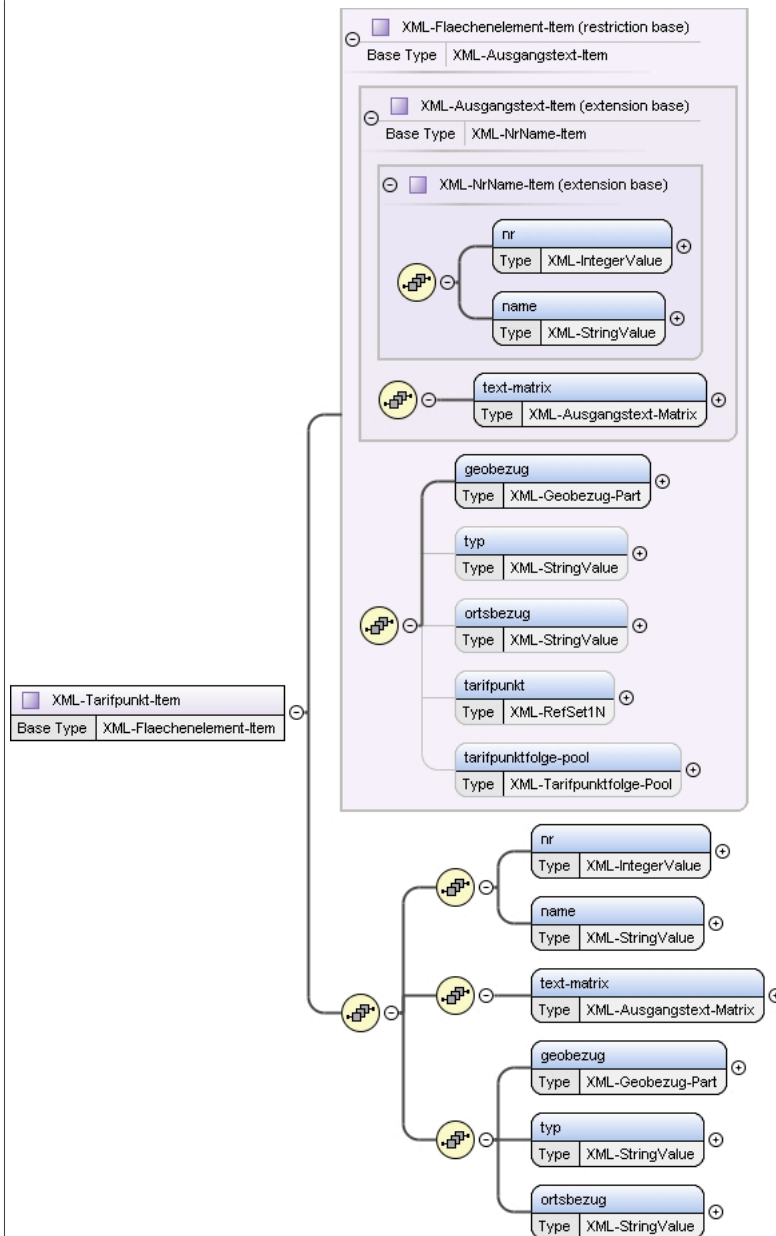 XML-Flaechenelement-Item (restriction base)
Base Type XML-Ausgangstext-Item
XML-Ausgangstext-Item (extension base)
Base Type XML-NrName-Item
XML-NrName-Item (extension base)
nr
Type XML-IntegerValue
name
Type XML-StringValue
text-matrix
Type XML-Ausgangstext-Matrix
geobezug
Type XML-Geobezug-Part
typ
Type XML-StringValue
ortsbezug
Type XML-StringValue
tarifpunkt
Type XML-RefSet1N
tarifpunktfolge-pool
Type XML-Tarifpunktfolge-Pool
XML-Tarifpunkt-Item
Base Type XML-Flaechenelement-Item
nr
Type XML-IntegerValue
name
Type XML-StringValue
text-matrix
Type XML-Ausgangstext-Matrix
geobezug
Type XML-Geobezug-Part
typ
Type XML-StringValue
ortsbezug
Type XML-StringValue